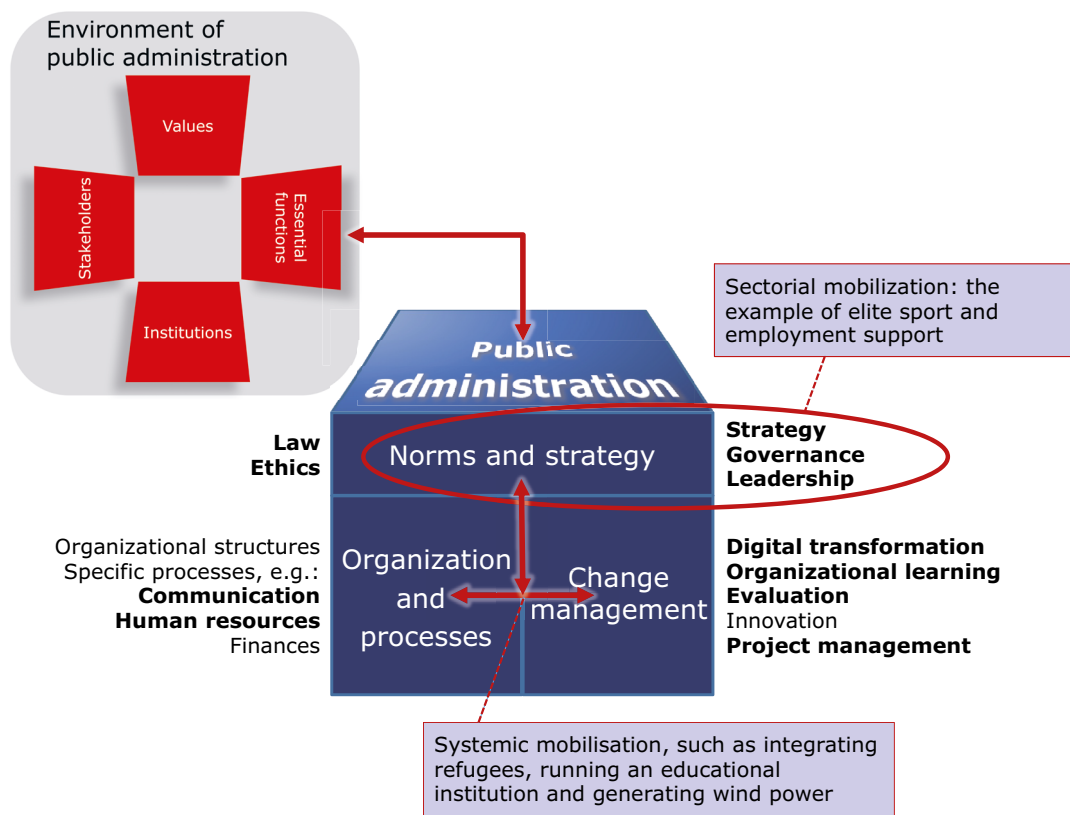 Environment of
public administration
Values
Stakeholders
Essential
functions
Institutions
Sectorial mobilization: the
example of elite sport and
employment support
Public
administration
Law
Ethics
Norms and strategy
Strategy
Governance
Leadership
Organizational structures
Specific processes, e.g.:
Communication
Human resources
Finances
Organization
and
processes
Change
management
Digital transformation
Organizational learning
Evaluation
Innovation
Project management
Systemic mobilisation, such as integrating
refugees, running an educational
institution and generating wind power